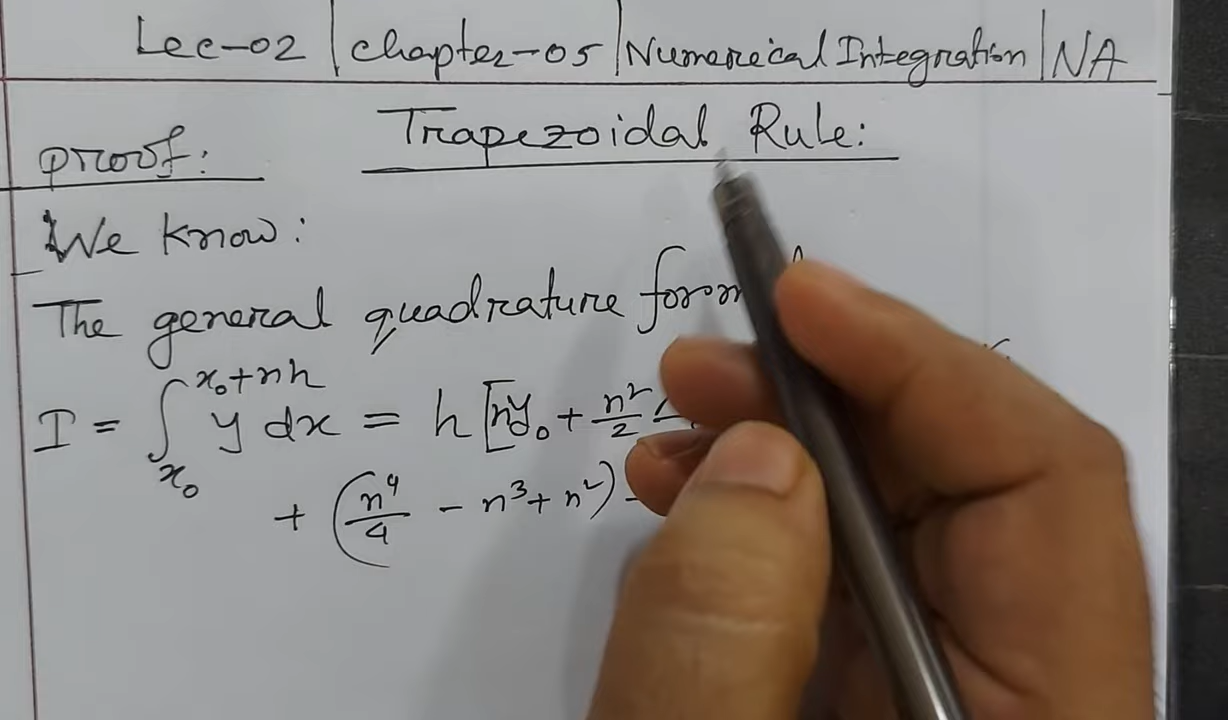 Lec-02 | Chapter-05 | Numerical Integration | NA
Trapezoidal Rule:
Proof:
We know:
The general quadrature
I = ∫_{x₀}^{x₀+nh} y dx = h [ny₀ + n²/2
+ (n⁴/4 - n³ + n²)